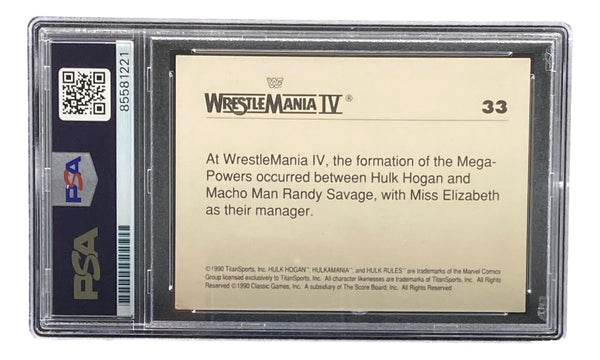 WF
WRESTLEMANIA IV ®
33
At WrestleMania IV, the formation of the Mega-
Powers occurred between Hulk Hogan and
Macho Man Randy Savage, with Miss Elizabeth
as their manager.
©1990 TitanSports, Inc. HULK HOGAN™, HULKAMANIA™, and HULK RULES™ are trademarks of the Marvel Comics
Group licensed exclusively to TitanSports, Inc. All character likenesses are trademarks of TitanSports, Inc. All Rights
Reserved ©1990 Classic Games, Inc. A subsidiary of The Score Board, Inc. All Rights Reserved
85581221
PSA
PSA